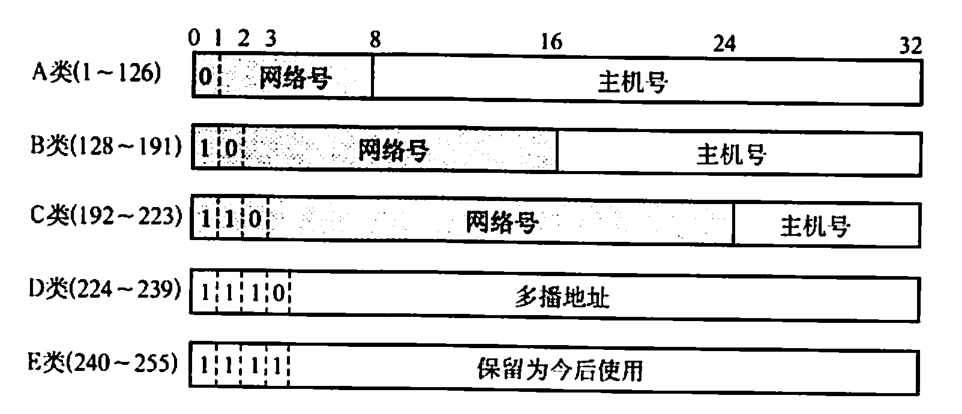 0 1 2 3 8 16 24 32
A类(1~126) 0 网络号 主机号
B类(128~191) 1 0 网络号 主机号
C类(192~223) 1 1 0 网络号 主机号
D类(224~239) 1 1 1 0 多播地址
E类(240~255) 1 1 1 1 保留为今后使用